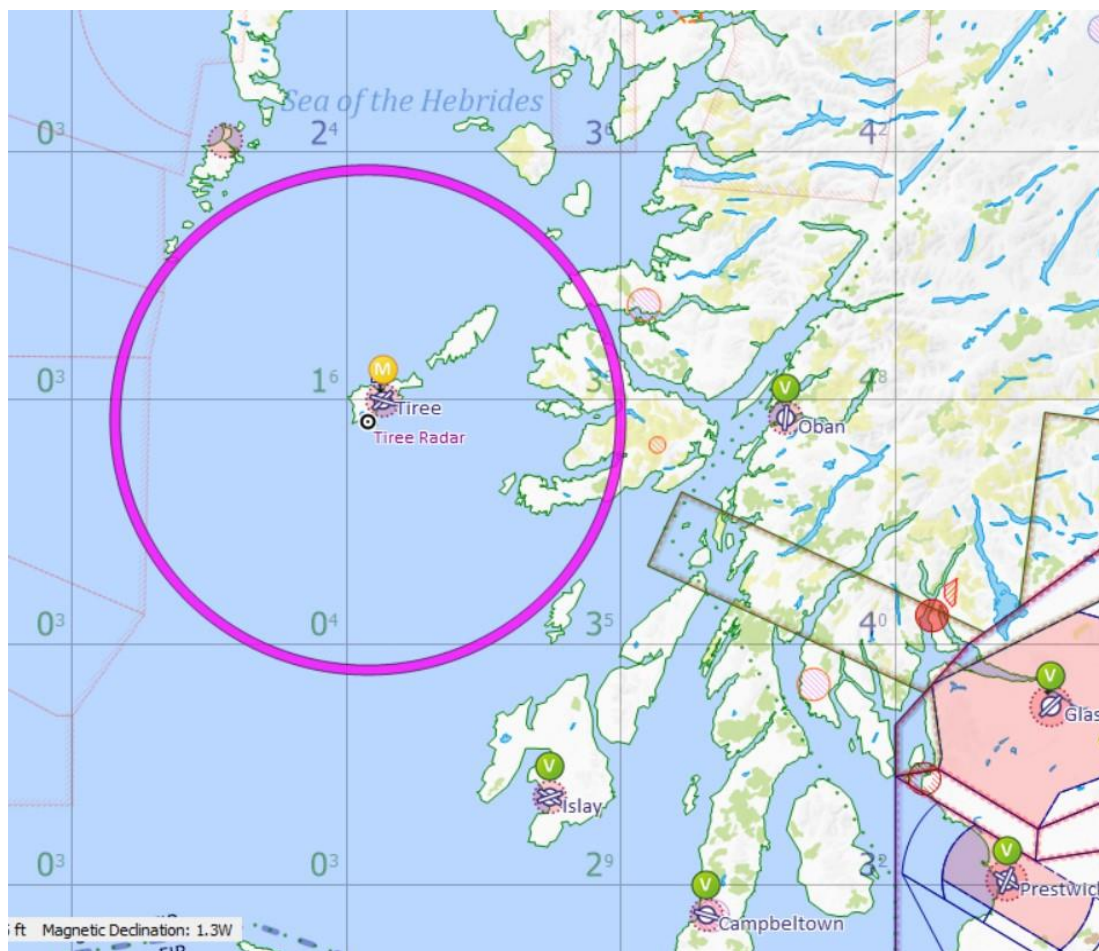 Sea of the Hebrides
0³ 2⁴ 3⁶ 4²
M
V
0³ 1⁶ 4⁸
Tiree
Oban
Tiree Radar
0³ 0⁴ 3⁵ 4⁰
V
Glas
V
Islay
V
0³ 0³ 2⁹ 3²
V
Prestwick
Campbeltown
ft Magnetic Declination: 1.3W